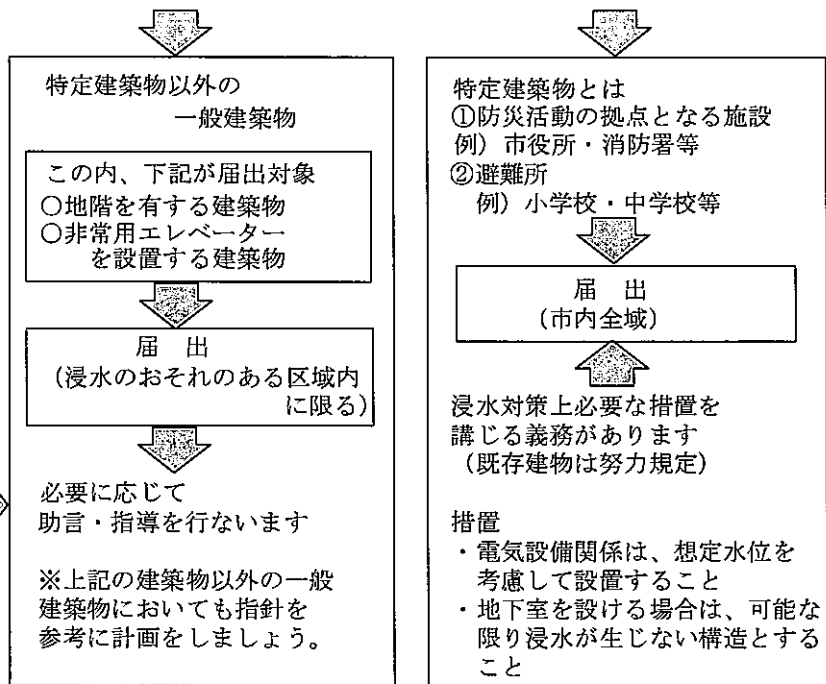 特定建築物以外の
一般建築物
この内、下記が届出対象
○地階を有する建築物
○非常用エレベーター
を設置する建築物
届 出
(浸水のおそれのある区域内
に限る)
必要に応じて
助言・指導を行ないます
※上記の建築物以外の一般
建築物においても指針を
参考に計画をしましょう。
特定建築物とは
①防災活動の拠点となる施設
例）市役所・消防署等
②避難所
例）小学校・中学校等
届 出
(市内全域)
浸水対策上必要な措置を
講じる義務があります
(既存建物は努力規定)
措置
・電気設備関係は、想定水位を
考慮して設置すること
・地下室を設ける場合は、可能な
限り浸水が生じない構造とする
こと